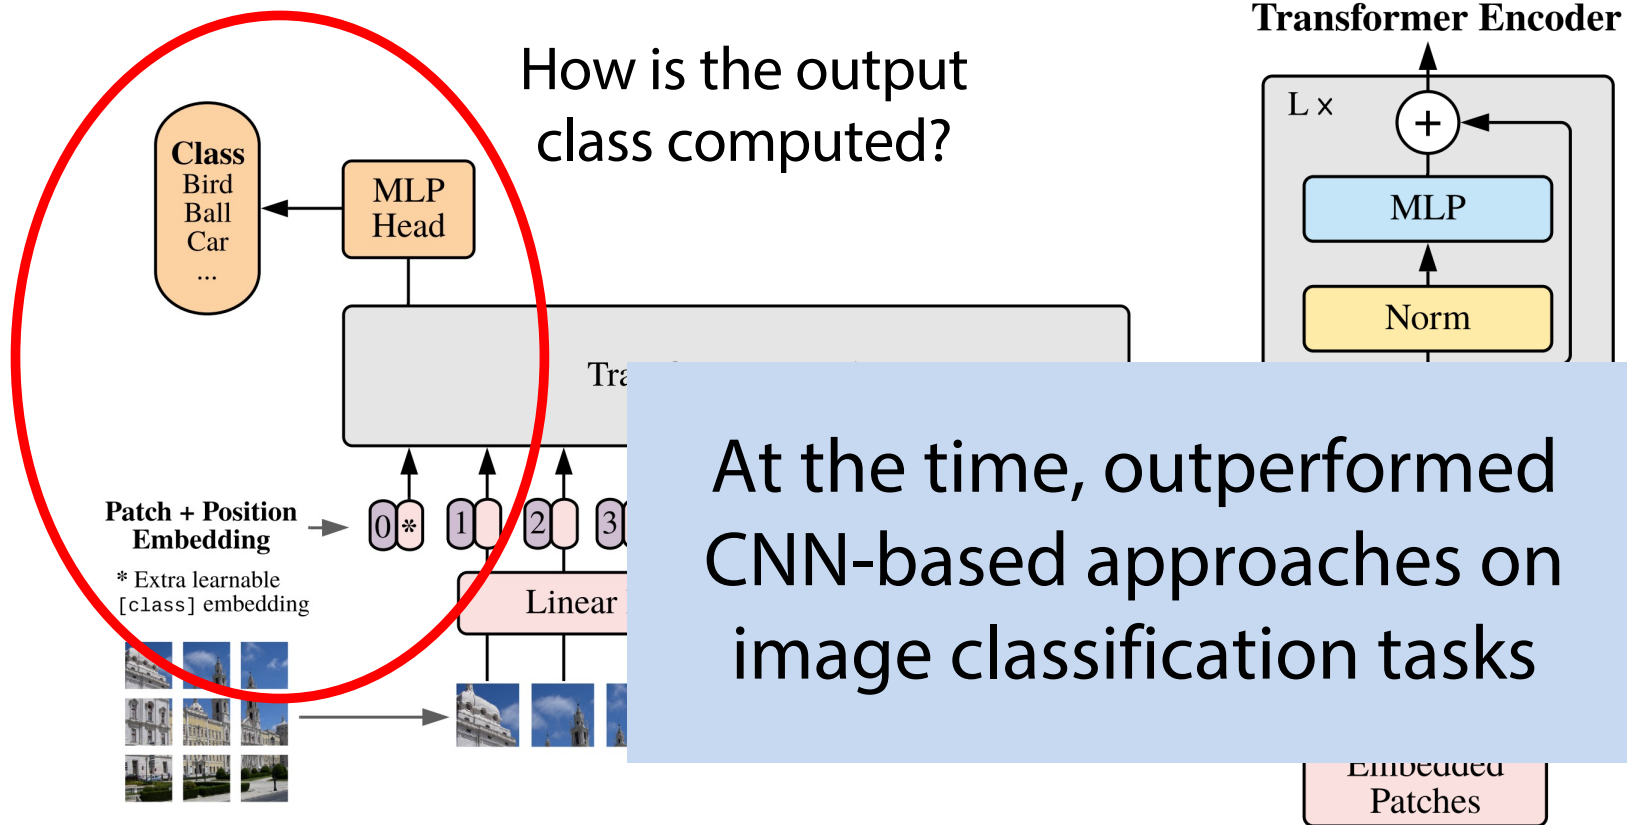 Transformer Encoder
How is the output
class computed?
L ×
+
Class
Bird
Ball
Car
...
MLP
Head
MLP
Norm
Patch + Position
Embedding
0 * 1 2 3
* Extra learnable
[class] embedding
Linear
At the time, outperformed
CNN-based approaches on
image classification tasks
Embedded
Patches